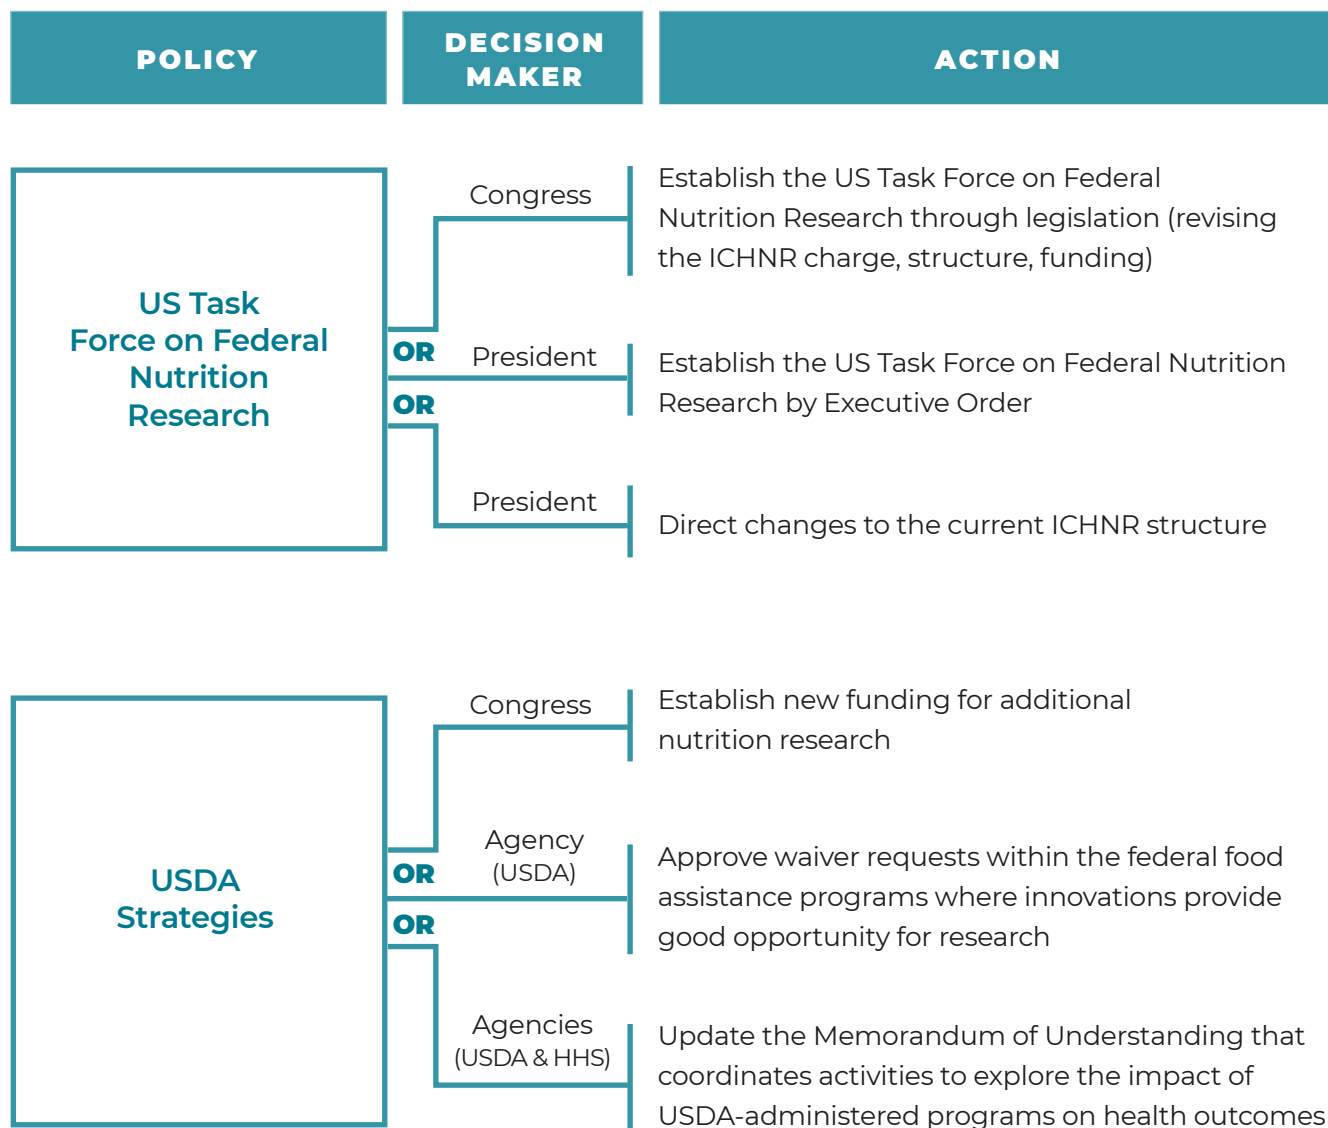 POLICY
DECISION
MAKER
ACTION
US Task
Force on Federal
Nutrition
Research
Congress
Establish the US Task Force on Federal
Nutrition Research through legislation (revising
the ICHNR charge, structure, funding)
OR
President
Establish the US Task Force on Federal Nutrition
Research by Executive Order
OR
President
Direct changes to the current ICHNR structure
USDA
Strategies
Congress
Establish new funding for additional
nutrition research
OR
Agency
(USDA)
Approve waiver requests within the federal food
assistance programs where innovations provide
good opportunity for research
OR
Agencies
(USDA & HHS)
Update the Memorandum of Understanding that
coordinates activities to explore the impact of
USDA-administered programs on health outcomes